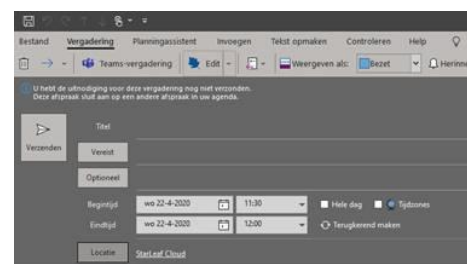 Bestand Vergadering Planningsassistent Invoegen Tekst opmaken Controleren Help
Teams-vergadering Edit Weergeven als: Bezet Herinne
U hebt de uitnodiging voor deze vergadering nog niet verzonden.
Deze afspraak sluit aan op een andere afspraak in uw agenda.
Verzenden
Titel
Vereist
Optioneel
Begintijd wo 22-4-2020 11:30 Hele dag Tijdzones
Eindtijd wo 22-4-2020 12:00 Terugkerend maken
Locatie StarLeaf Cloud